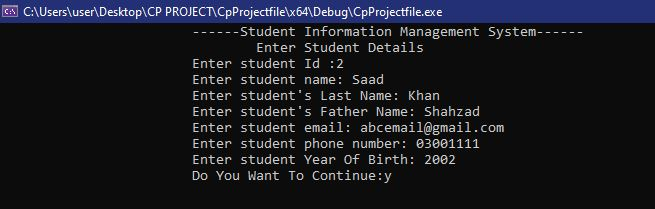 C:\Users\user\Desktop\CP PROJECT\CpProjectfile\x64\Debug\CpProjectfile.exe
------Student Information Management System------
Enter Student Details
Enter student Id :2
Enter student name: Saad
Enter student's Last Name: Khan
Enter student's Father Name: Shahzad
Enter student email: abcemail@gmail.com
Enter student phone number: 03001111
Enter student Year Of Birth: 2002
Do You Want To Continue:y